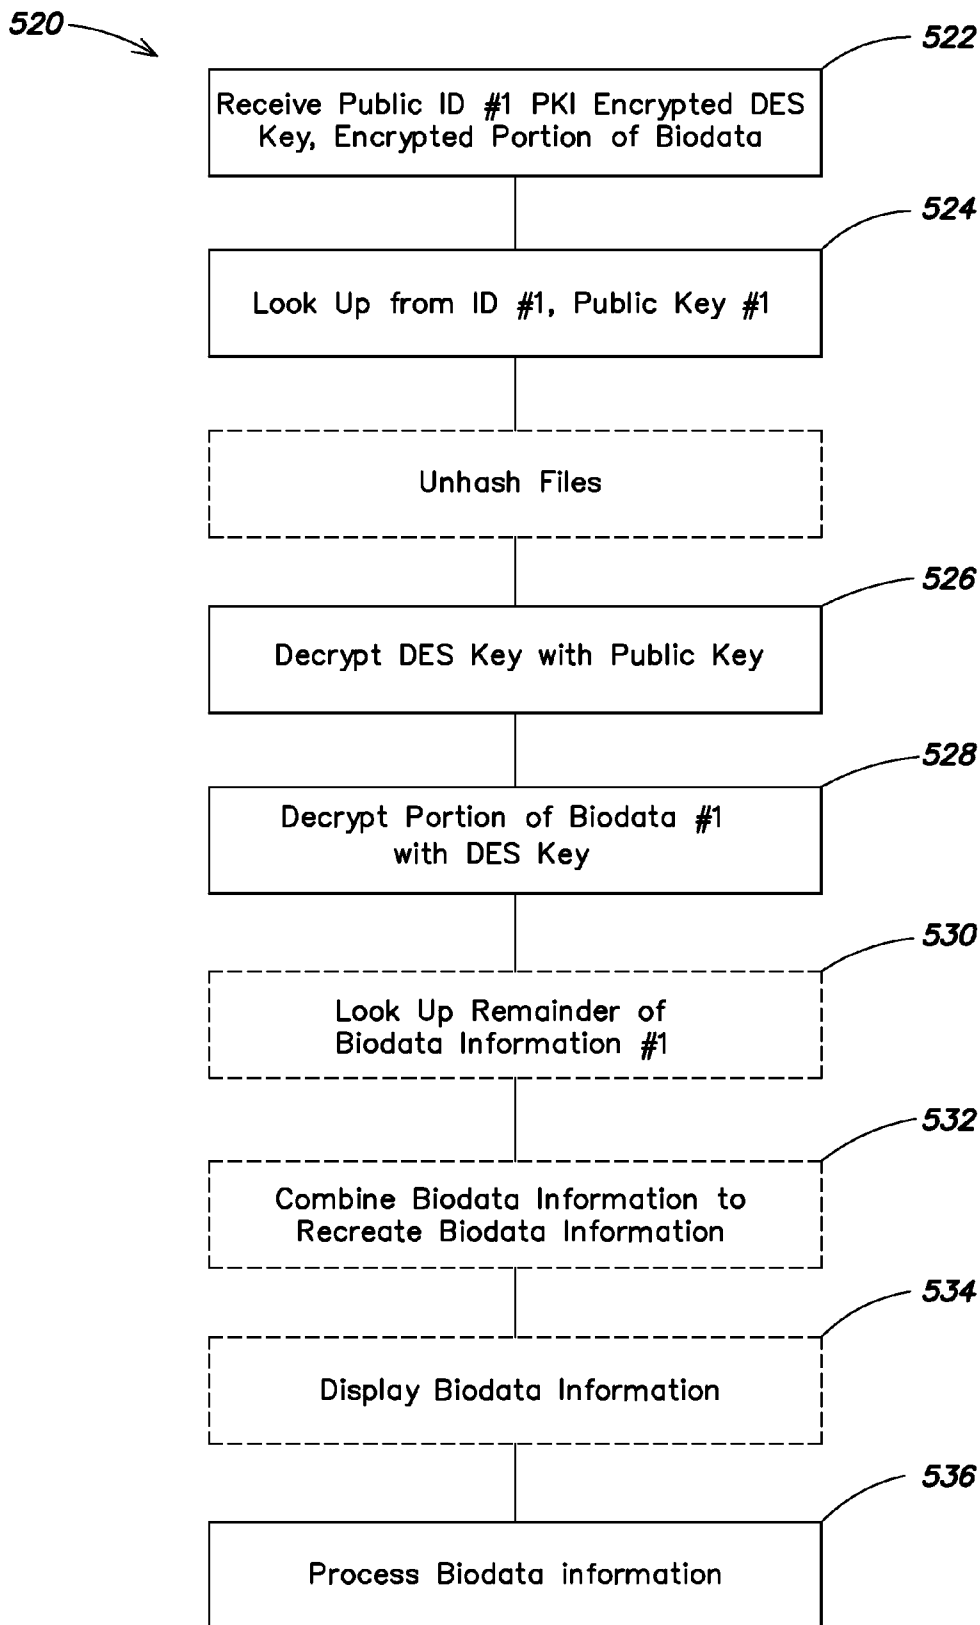 520
522
Receive Public ID #1 PKI Encrypted DES
Key, Encrypted Portion of Biodata
524
Look Up from ID #1, Public Key #1
Unhash Files
526
Decrypt DES Key with Public Key
528
Decrypt Portion of Biodata #1
with DES Key
530
Look Up Remainder of
Biodata Information #1
532
Combine Biodata Information to
Recreate Biodata Information
534
Display Biodata Information
536
Process Biodata information